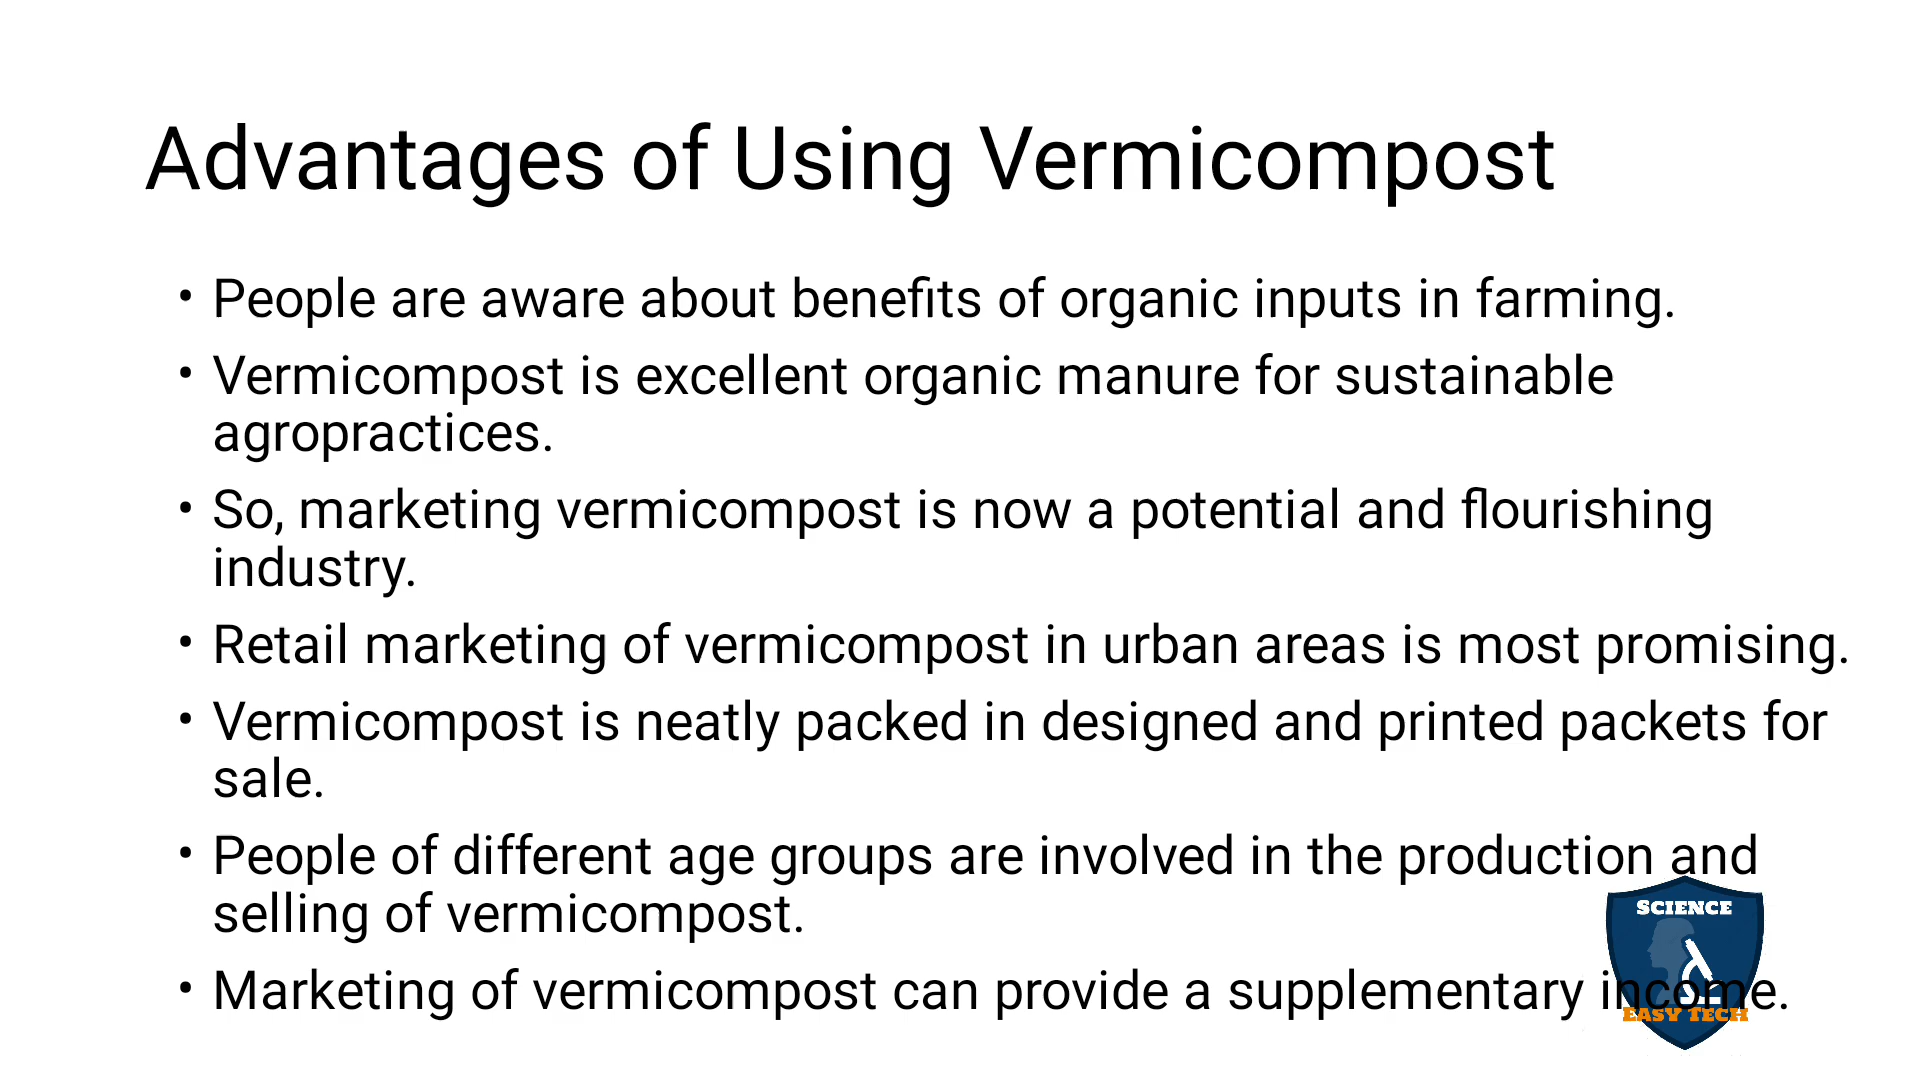 Advantages of Using Vermicompost
• People are aware about benefits of organic inputs in farming.
• Vermicompost is excellent organic manure for sustainable
agropractices.
• So, marketing vermicompost is now a potential and flourishing
industry.
• Retail marketing of vermicompost in urban areas is most promising.
• Vermicompost is neatly packed in designed and printed packets for
sale.
• People of different age groups are involved in the production and
selling of vermicompost.
• Marketing of vermicompost can provide a supplementary income.
SCIENCE
EASY TECH